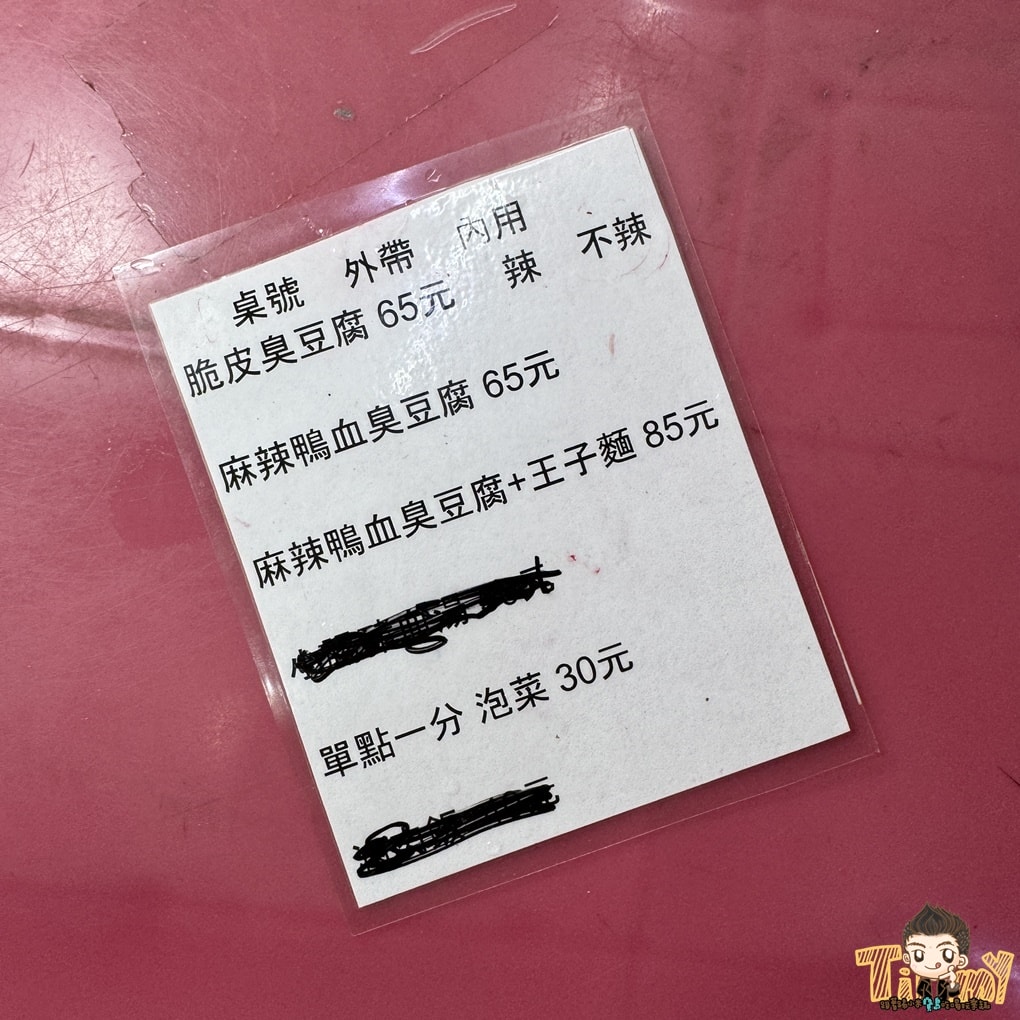 桌號 外帶 內用
辣 不辣
脆皮臭豆腐 65元
麻辣鴨血臭豆腐 65元
麻辣鴨血臭豆腐+王子麵 85元
單點一分 泡菜 30元